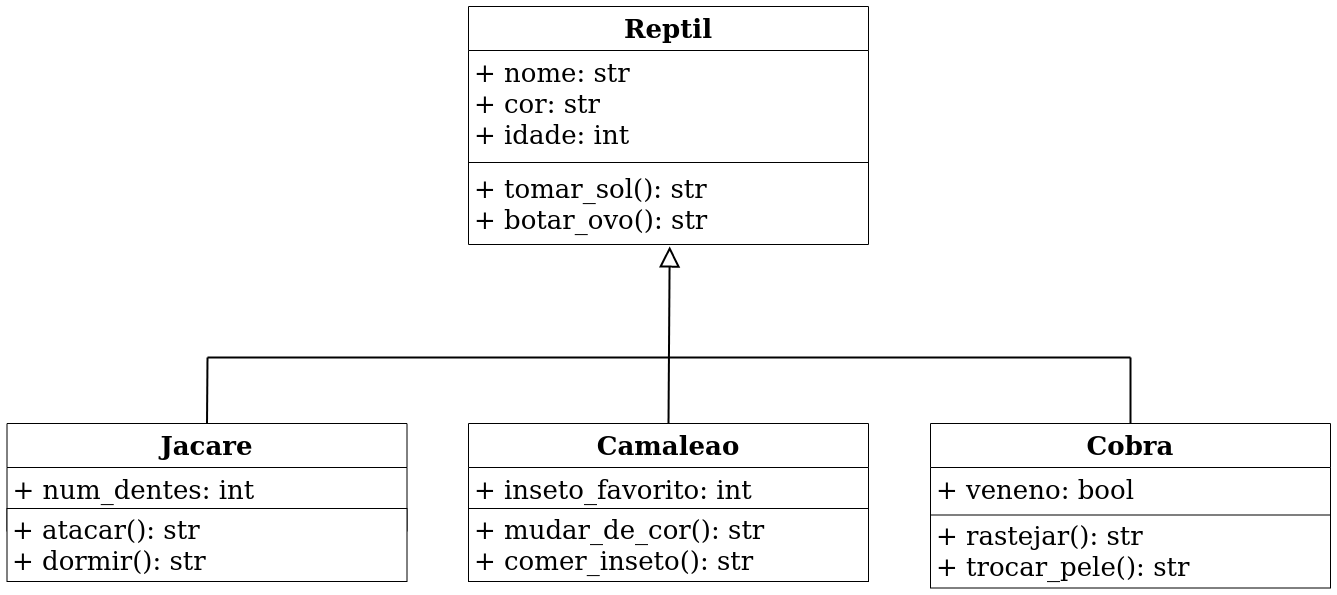 Reptil
+ nome: str
+ cor: str
+ idade: int
+ tomar_sol(): str
+ botar_ovo(): str
Jacare
+ num_dentes: int
+ atacar(): str
+ dormir(): str
Camaleao
+ inseto_favorito: int
+ mudar_de_cor(): str
+ comer_inseto(): str
Cobra
+ veneno: bool
+ rastejar(): str
+ trocar_pele(): str